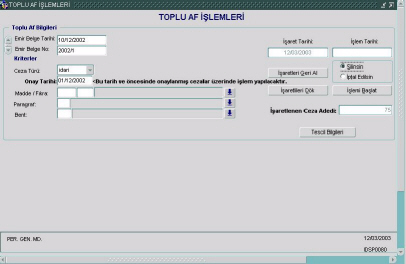 TOPLU AF İŞLEMLERİ
TOPLU AF İŞLEMLERİ
Toplu Af Bilgileri
Emir Belge Tarihi: 10/12/2002
Emir Belge No: 2002/1
İşaret Tarihi: İşlem Tarihi:
12/03/2003
Kriterler
Ceza Türü: idari
Onay Tarihi: 01/12/2002 <Bu tarih ve öncesinde onaylanmış cezalar üzerinde işlem yapılacaktır.
İşaretleri Geri Al
Silinsin
İptal Edilsin
Madde / Fıkra:
İşaretlileri Dök İşlemi Başlat
Paragraf:
Bent:
İşaretlenen Ceza Adedi: 75
Tescil Bilgileri
PER. GEN. MD. 12/03/2003
IDSP0080